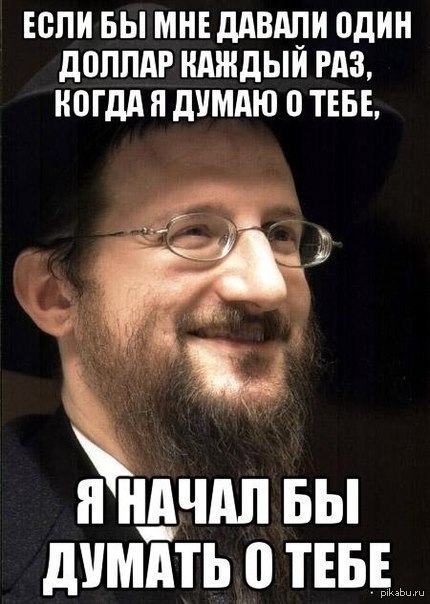 ЕСЛИ БЫ МНЕ ДАВАЛИ ОДИН
ДОЛЛАР КАЖДЫЙ РАЗ,
КОГДА Я ДУМАЮ О ТЕБЕ,
Я НАЧАЛ БЫ
ДУМАТЬ О ТЕБЕ
pikabu.ru